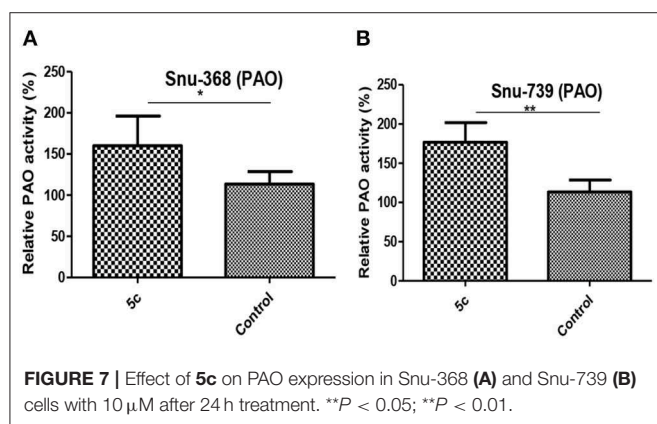 A
Snu-368 (PAO)
*
Relative PAO activity (%)
250
200
150
100
50
0
5c
Control
B
Snu-739 (PAO)
**
Relative PAO activity (%)
250
200
150
100
50
0
5c
Control
FIGURE 7 | Effect of 5c on PAO expression in Snu-368 (A) and Snu-739 (B)
cells with 10 μM after 24 h treatment. **P < 0.05; **P < 0.01.